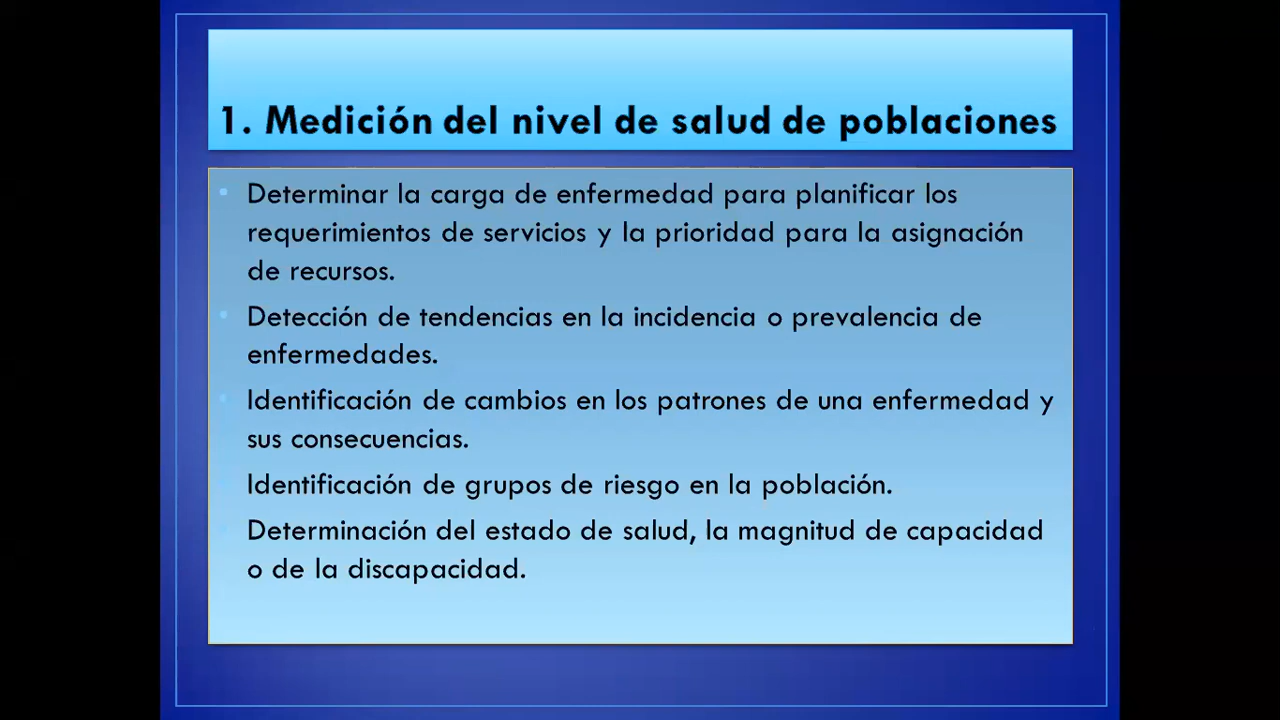 1. Medición del nivel de salud de poblaciones
• Determinar la carga de enfermedad para planificar los
requerimientos de servicios y la prioridad para la asignación
de recursos.
• Detección de tendencias en la incidencia o prevalencia de
enfermedades.
• Identificación de cambios en los patrones de una enfermedad y
sus consecuencias.
Identificación de grupos de riesgo en la población.
Determinación del estado de salud, la magnitud de capacidad
o de la discapacidad.